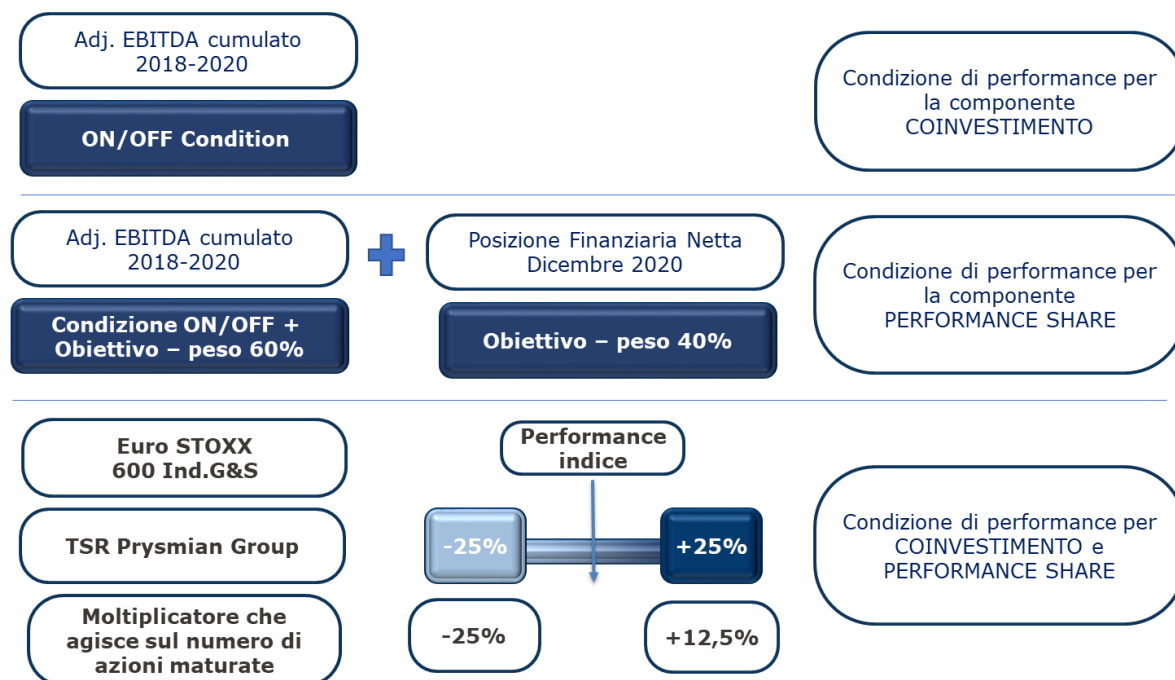 Adj. EBITDA cumulato
2018-2020
ON/OFF Condition
Condizione di performance per
la componente
COINVESTIMENTO
Adj. EBITDA cumulato
2018-2020
Condizione ON/OFF +
Obiettivo – peso 60%
Posizione Finanziaria Netta
Dicembre 2020
Obiettivo – peso 40%
Condizione di performance per
la componente
PERFORMANCE SHARE
Euro STOXX
600 Ind.G&S
TSR Prysmian Group
Moltiplicatore che
agisce sul numero di
azioni maturate
Performance
indice
-25%
+25%
-25%
+12,5%
Condizione di performance per
COINVESTIMENTO e
PERFORMANCE SHARE